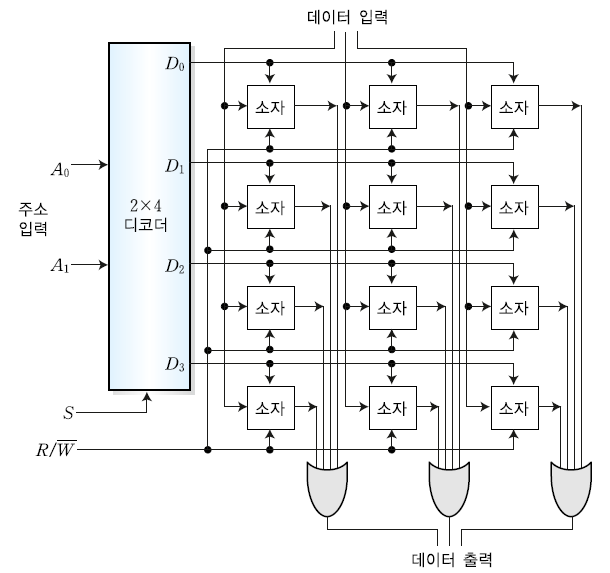 데이터 입력
D₀
소자 소자 소자
A₀
D₁
주소
입력
2×4
디코더
소자 소자 소자
A₁
D₂
소자 소자 소자
D₃
소자 소자 소자
S
R/W̅
데이터 출력